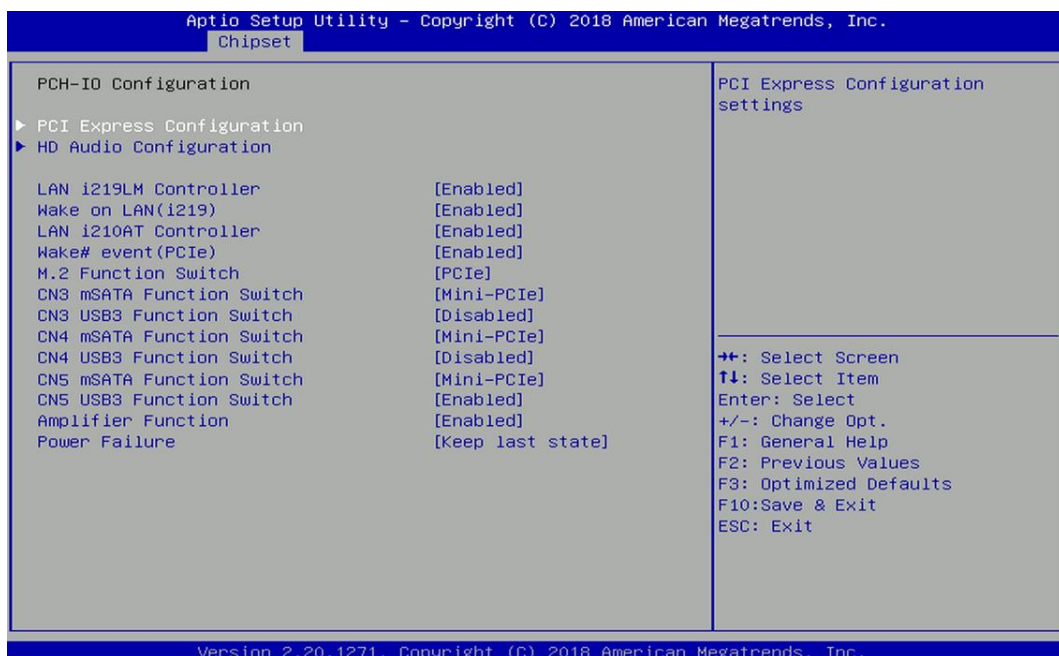 Aptio Setup Utility – Copyright (C) 2018 American Megatrends, Inc.
Chipset
PCH-IO Configuration
PCI Express Configuration
HD Audio Configuration
LAN i219LM Controller [Enabled]
Wake on LAN(i219) [Enabled]
LAN i210AT Controller [Enabled]
Wake# event(PCIe) [Enabled]
M.2 Function Switch [PCIe]
CN3 mSATA Function Switch [Mini-PCIe]
CN3 USB3 Function Switch [Disabled]
CN4 mSATA Function Switch [Mini-PCIe]
CN4 USB3 Function Switch [Disabled]
CN5 mSATA Function Switch [Mini-PCIe]
CN5 USB3 Function Switch [Enabled]
Amplifier Function [Enabled]
Power Failure [Keep last state]
PCI Express Configuration
settings
→←: Select Screen
↑↓: Select Item
Enter: Select
+/-: Change Opt.
F1: General Help
F2: Previous Values
F3: Optimized Defaults
F10:Save & Exit
ESC: Exit
Version 2.20.1271. Copyright (C) 2018 American Megatrends, Inc.